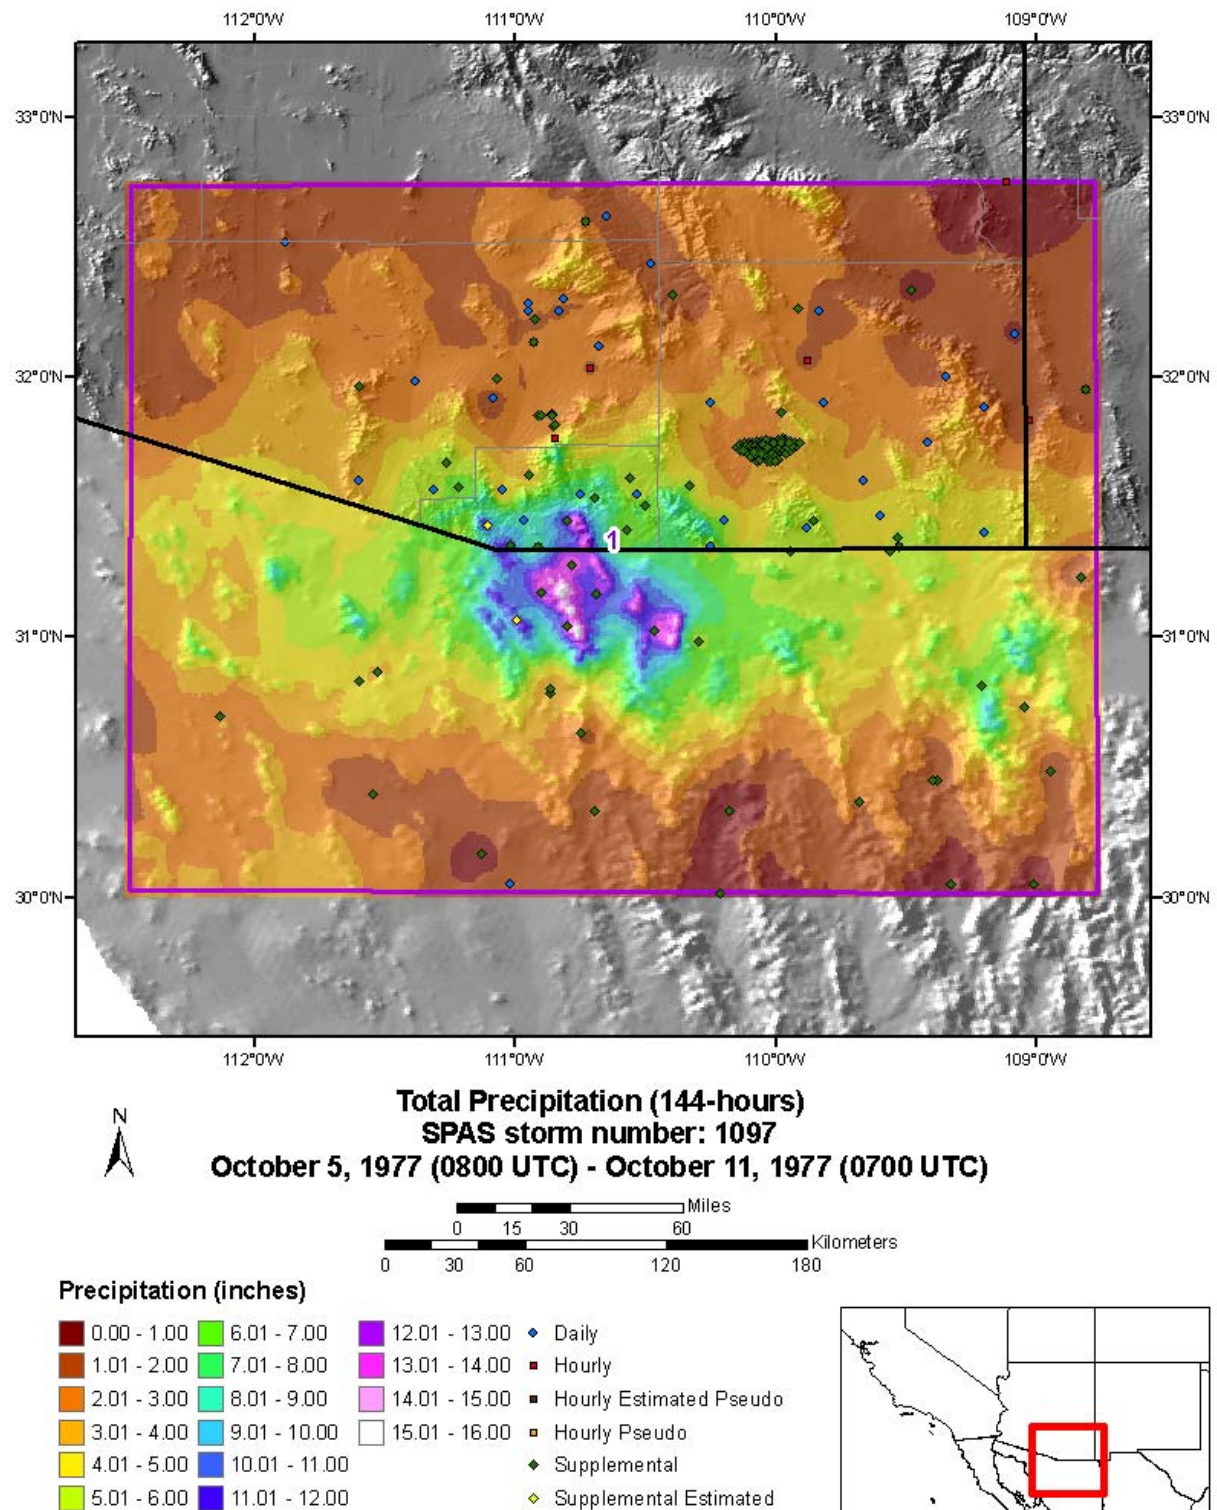 112°0'W 111°0'W 110°0'W 109°0'W
33°0'N 33°0'N
32°0'N 32°0'N
1
31°0'N 31°0'N
30°0'N 30°0'N
112°0'W 111°0'W 110°0'W 109°0'W
N
Total Precipitation (144-hours)
SPAS storm number: 1097
October 5, 1977 (0800 UTC) - October 11, 1977 (0700 UTC)
Miles
0 15 30 60
Kilometers
0 30 60 120 180
Precipitation (inches)
0.00 - 1.00 6.01 - 7.00 12.01 - 13.00 Daily
1.01 - 2.00 7.01 - 8.00 13.01 - 14.00 Hourly
2.01 - 3.00 8.01 - 9.00 14.01 - 15.00 Hourly Estimated Pseudo
3.01 - 4.00 9.01 - 10.00 15.01 - 16.00 Hourly Pseudo
4.01 - 5.00 10.01 - 11.00 Supplemental
5.01 - 6.00 11.01 - 12.00 Supplemental Estimated